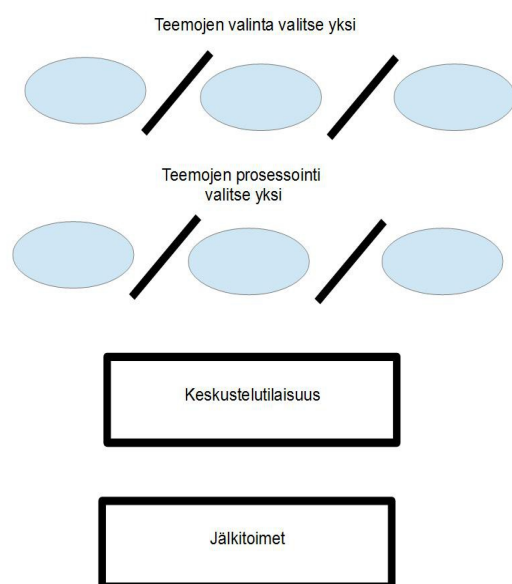 Teemojen valinta valitse yksi
Teemojen prosessointi
valitse yksi
Keskustelutilaisuus
Jälkitoimet